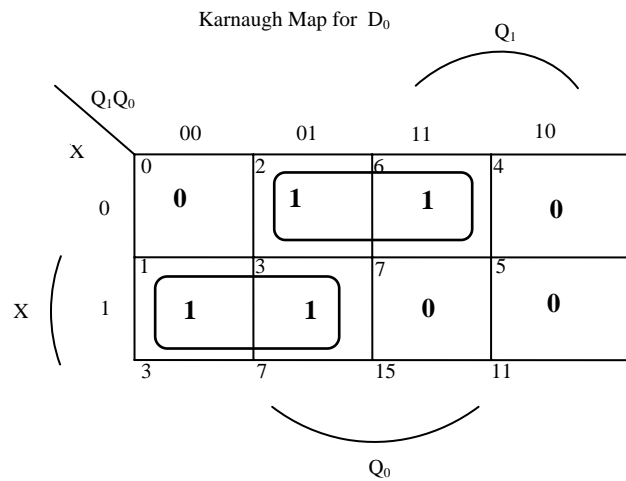 Karnaugh Map for D₀
Q₁
Q₁Q₀
00 01 11 10
X
0 2 6 4
0 0 1 1 0
1 3 7 5
X 1 1 1 0 0
3 7 15 11
Q₀